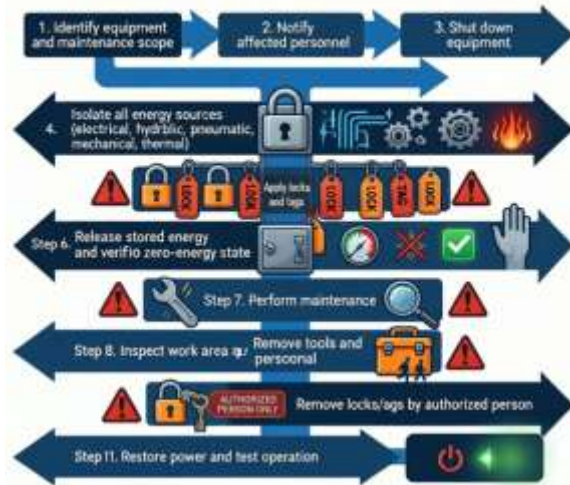 1. Identify equipment
and maintenance scope
2. Notify
affected personnel
3. Shut down
equipment
4.
Isolate all energy sources
(electrical, hydrblic, pneumatic,
mechanical, thermal)
LOCK
LOCK
Apply locks
and tags
LOCK
LOCK
TAG
LOCK
Step 6. Release stored energy
and verifio zero-energy state
Step 7. Perform maintenance
Step 8. Inspect work area
Remove tools and
persoonal
AUTHORIZED
PERSON ONLY
Remove locks/ags by authorized person
Step 11. Restore power and test operation